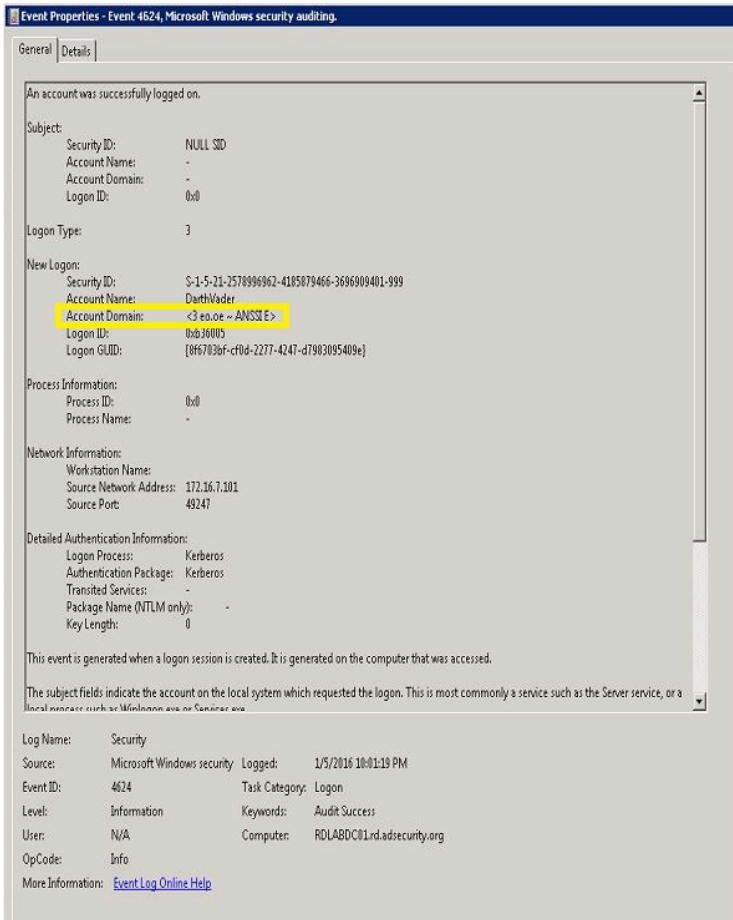 Event Properties - Event 4624, Microsoft Windows security auditing.
General Details
An account was successfully logged on.
Subject:
Security ID: NULL SID
Account Name: -
Account Domain: -
Logon ID: 0x0
Logon Type: 3
New Logon:
Security ID: S-1-5-21-2578996962-4185879466-3696909401-999
Account Name: DarthVader
Account Domain: <3 eo.oe ~ ANSSI E>
Logon ID: 0xb36005
Logon GUID: {8f6703bf-cf0d-2277-4247-d7983095409e}
Process Information:
Process ID: 0x0
Process Name: -
Network Information:
Workstation Name:
Source Network Address: 172.16.7.101
Source Port: 49247
Detailed Authentication Information:
Logon Process: Kerberos
Authentication Package: Kerberos
Transited Services: -
Package Name (NTLM only): -
Key Length: 0
This event is generated when a logon session is created. It is generated on the computer that was accessed.
The subject fields indicate the account on the local system which requested the logon. This is most commonly a service such as the Server service, or a
local process such as Winlogon.exe or Services.exe.
Log Name: Security
Source: Microsoft Windows security Logged: 1/5/2016 10:01:19 PM
Event ID: 4624 Task Category: Logon
Level: Information Keywords: Audit Success
User: N/A Computer: RDLABDC01.rd.adsecurity.org
OpCode: Info
More Information: Event Log Online Help